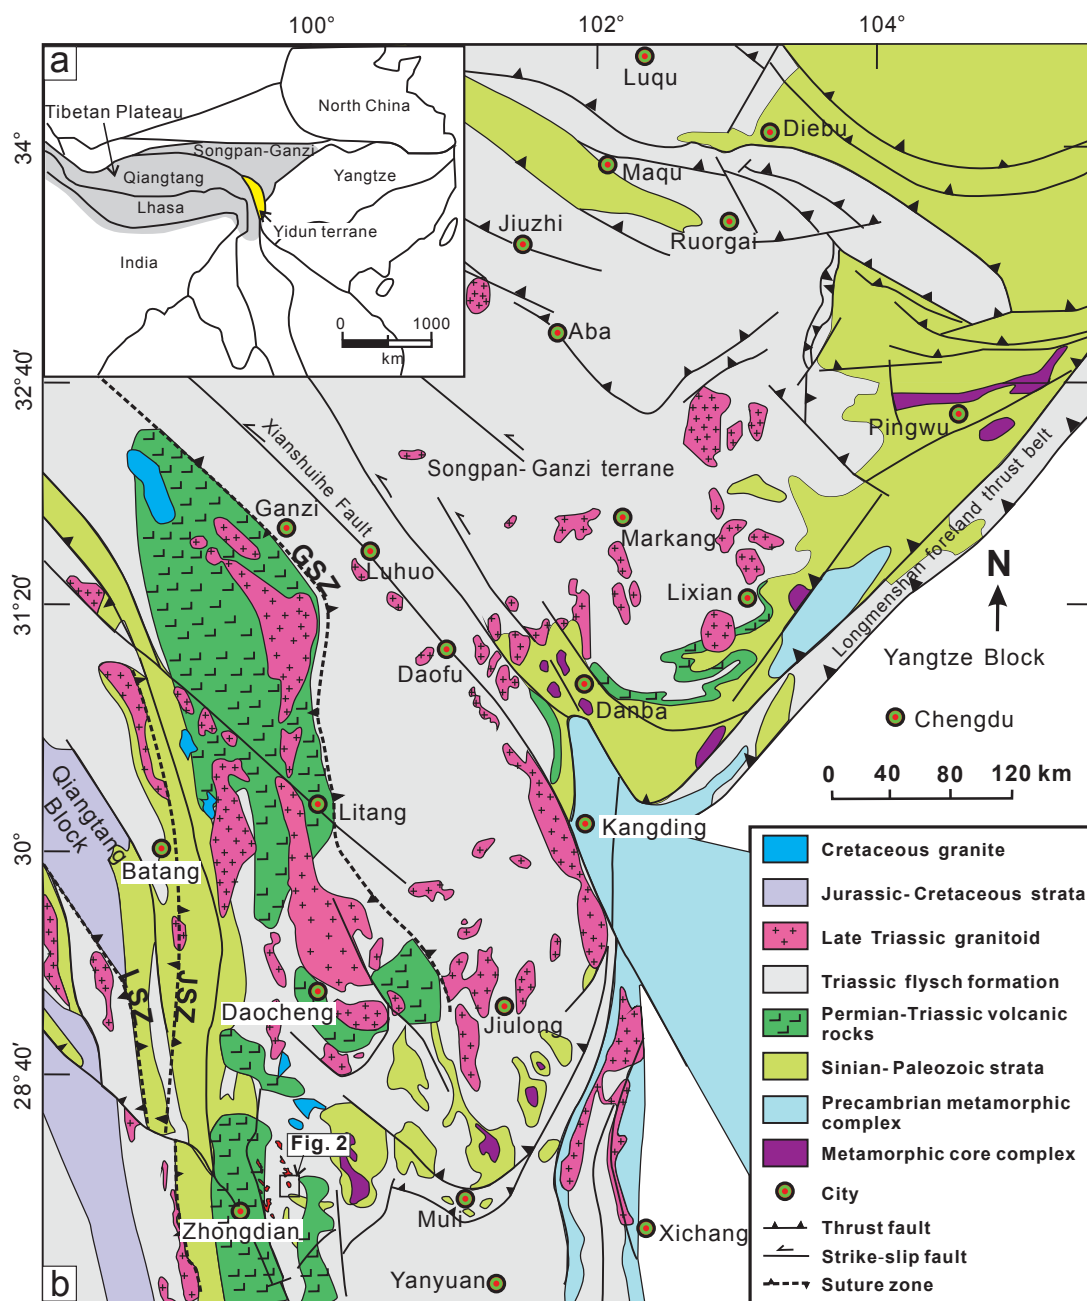 100°
102°
104°
a
North China
Tibetan Plateau
Songpan-Ganzi
Qiangtang
Yangtze
Lhasa
Yidun terrane
India
0
1000
km
34°
32°40'
31°20'
30°
28°40'
Luqu
Diebu
Maqu
Ruorgai
Jiuzhi
Aba
Pingwu
Xianshuihe Fault
Songpan-Ganzi terrane
Ganzi
GSZ
Luhuo
Markang
Lixian
Longmenshan foreland thrust belt
N
Yangtze Block
Daofu
Danba
Chengdu
0 40 80 120 km
Qiangtang
Block
Litang
Batang
Kangding
LSZ
JSZ
Daocheng
Jiulong
Fig. 2
Zhongdian
Muli
Xichang
Yanyuan
b
Cretaceous granite
Jurassic-Cretaceous strata
Late Triassic granitoid
Triassic flysch formation
Permian-Triassic volcanic
rocks
Sinian-Paleozoic strata
Precambrian metamorphic
complex
Metamorphic core complex
City
Thrust fault
Strike-slip fault
Suture zone